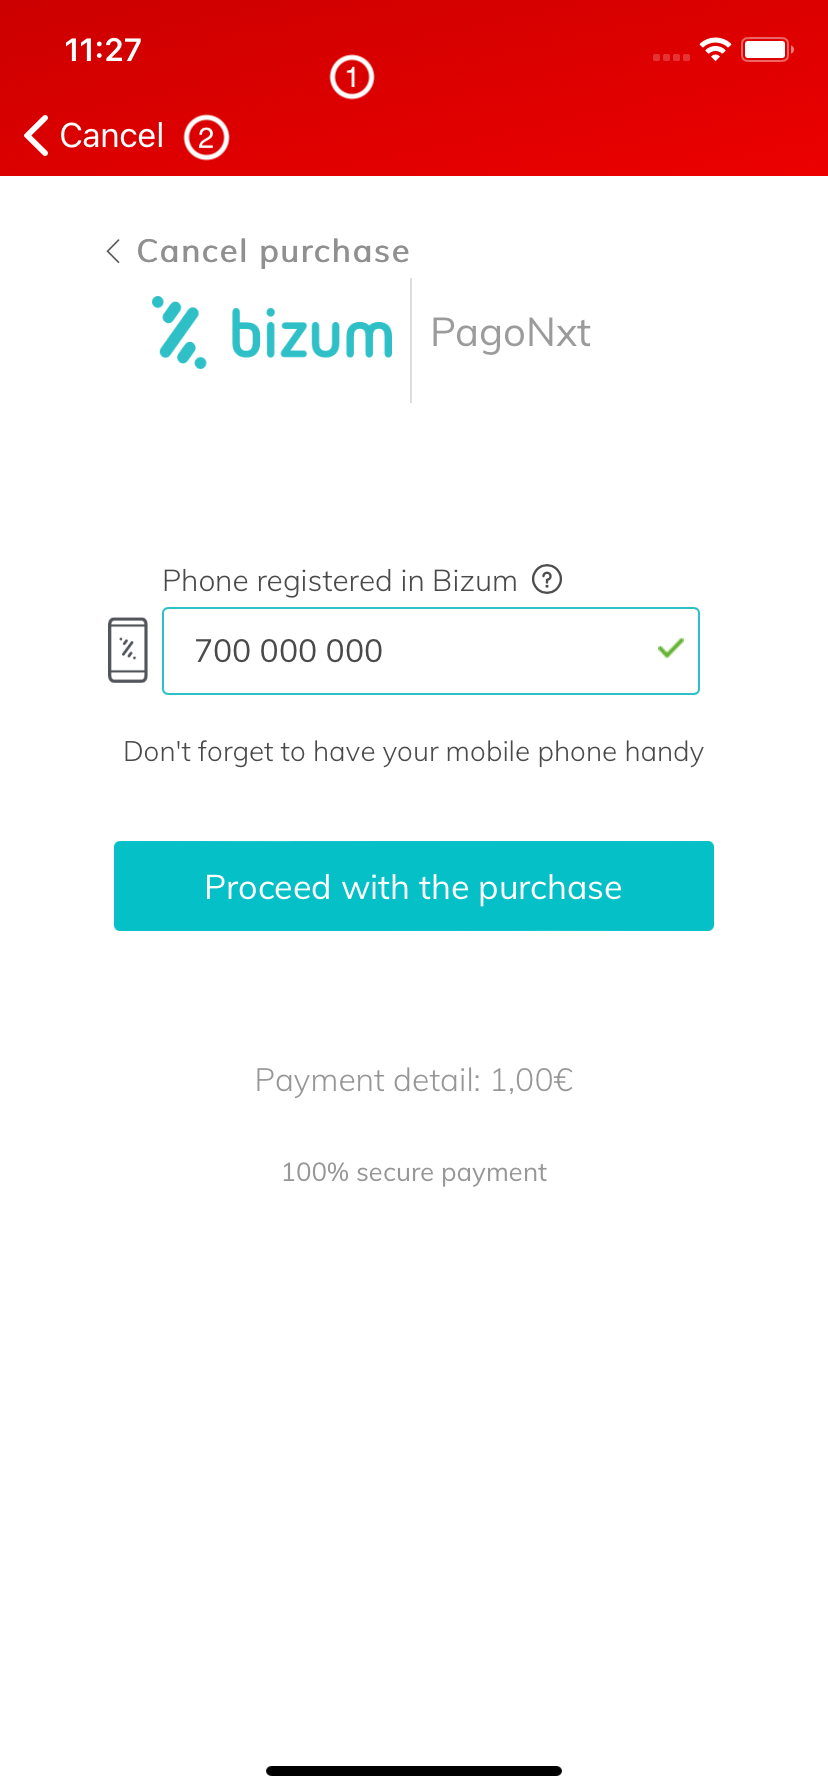 11:27
1
Cancel 2
Cancel purchase
bizum PagoNxt
Phone registered in Bizum ?
700 000 000
Don't forget to have your mobile phone handy
Proceed with the purchase
Payment detail: 1,00€
100% secure payment